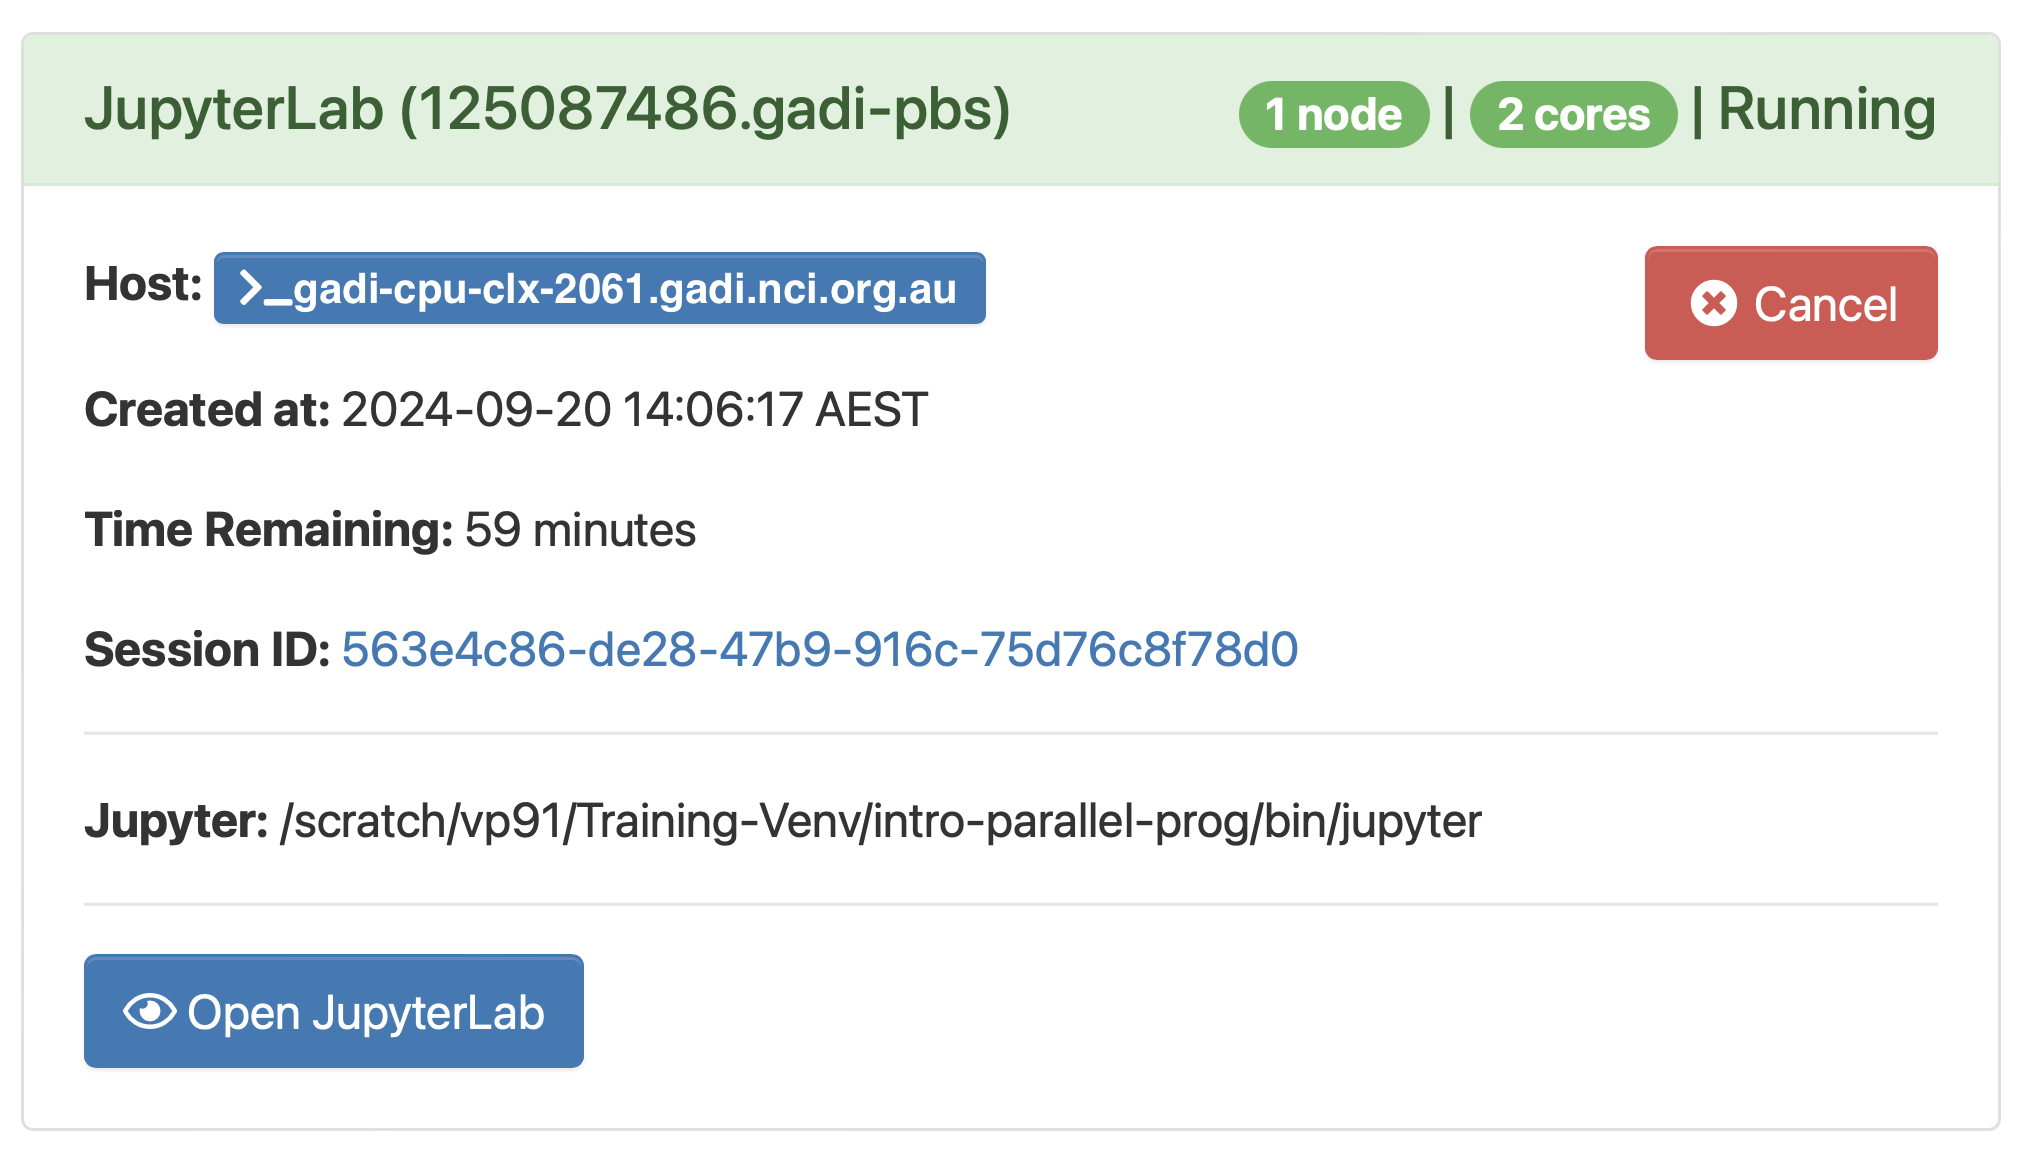 JupyterLab (125087486.gadi-pbs) 1 node | 2 cores | Running
Host: >_gadi-cpu-clx-2061.gadi.nci.org.au
Cancel
Created at: 2024-09-20 14:06:17 AEST
Time Remaining: 59 minutes
Session ID: 563e4c86-de28-47b9-916c-75d76c8f78d0
Jupyter: /scratch/vp91/Training-Venv/intro-parallel-prog/bin/jupyter
Open JupyterLab